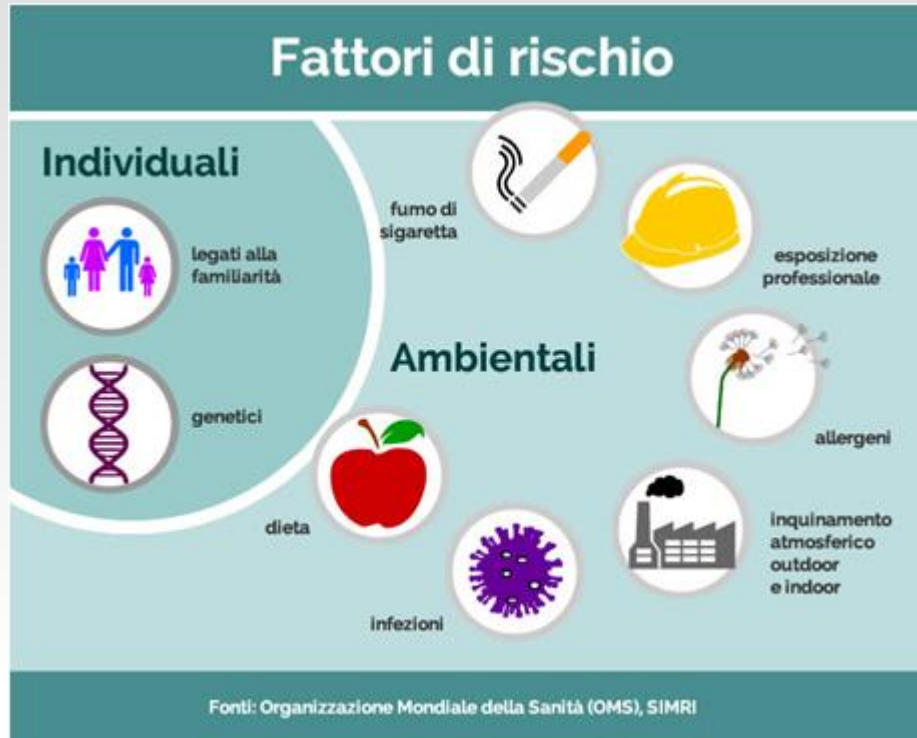 Fattori di rischio
Individuali
legati alla
familiarità
genetici
Ambientali
fumo di
sigaretta
esposizione
professionale
allergeni
inquinamento
atmosferico
outdoor
e indoor
infezioni
dieta
Fonti: Organizzazione Mondiale della Sanità (OMS), SIMRI